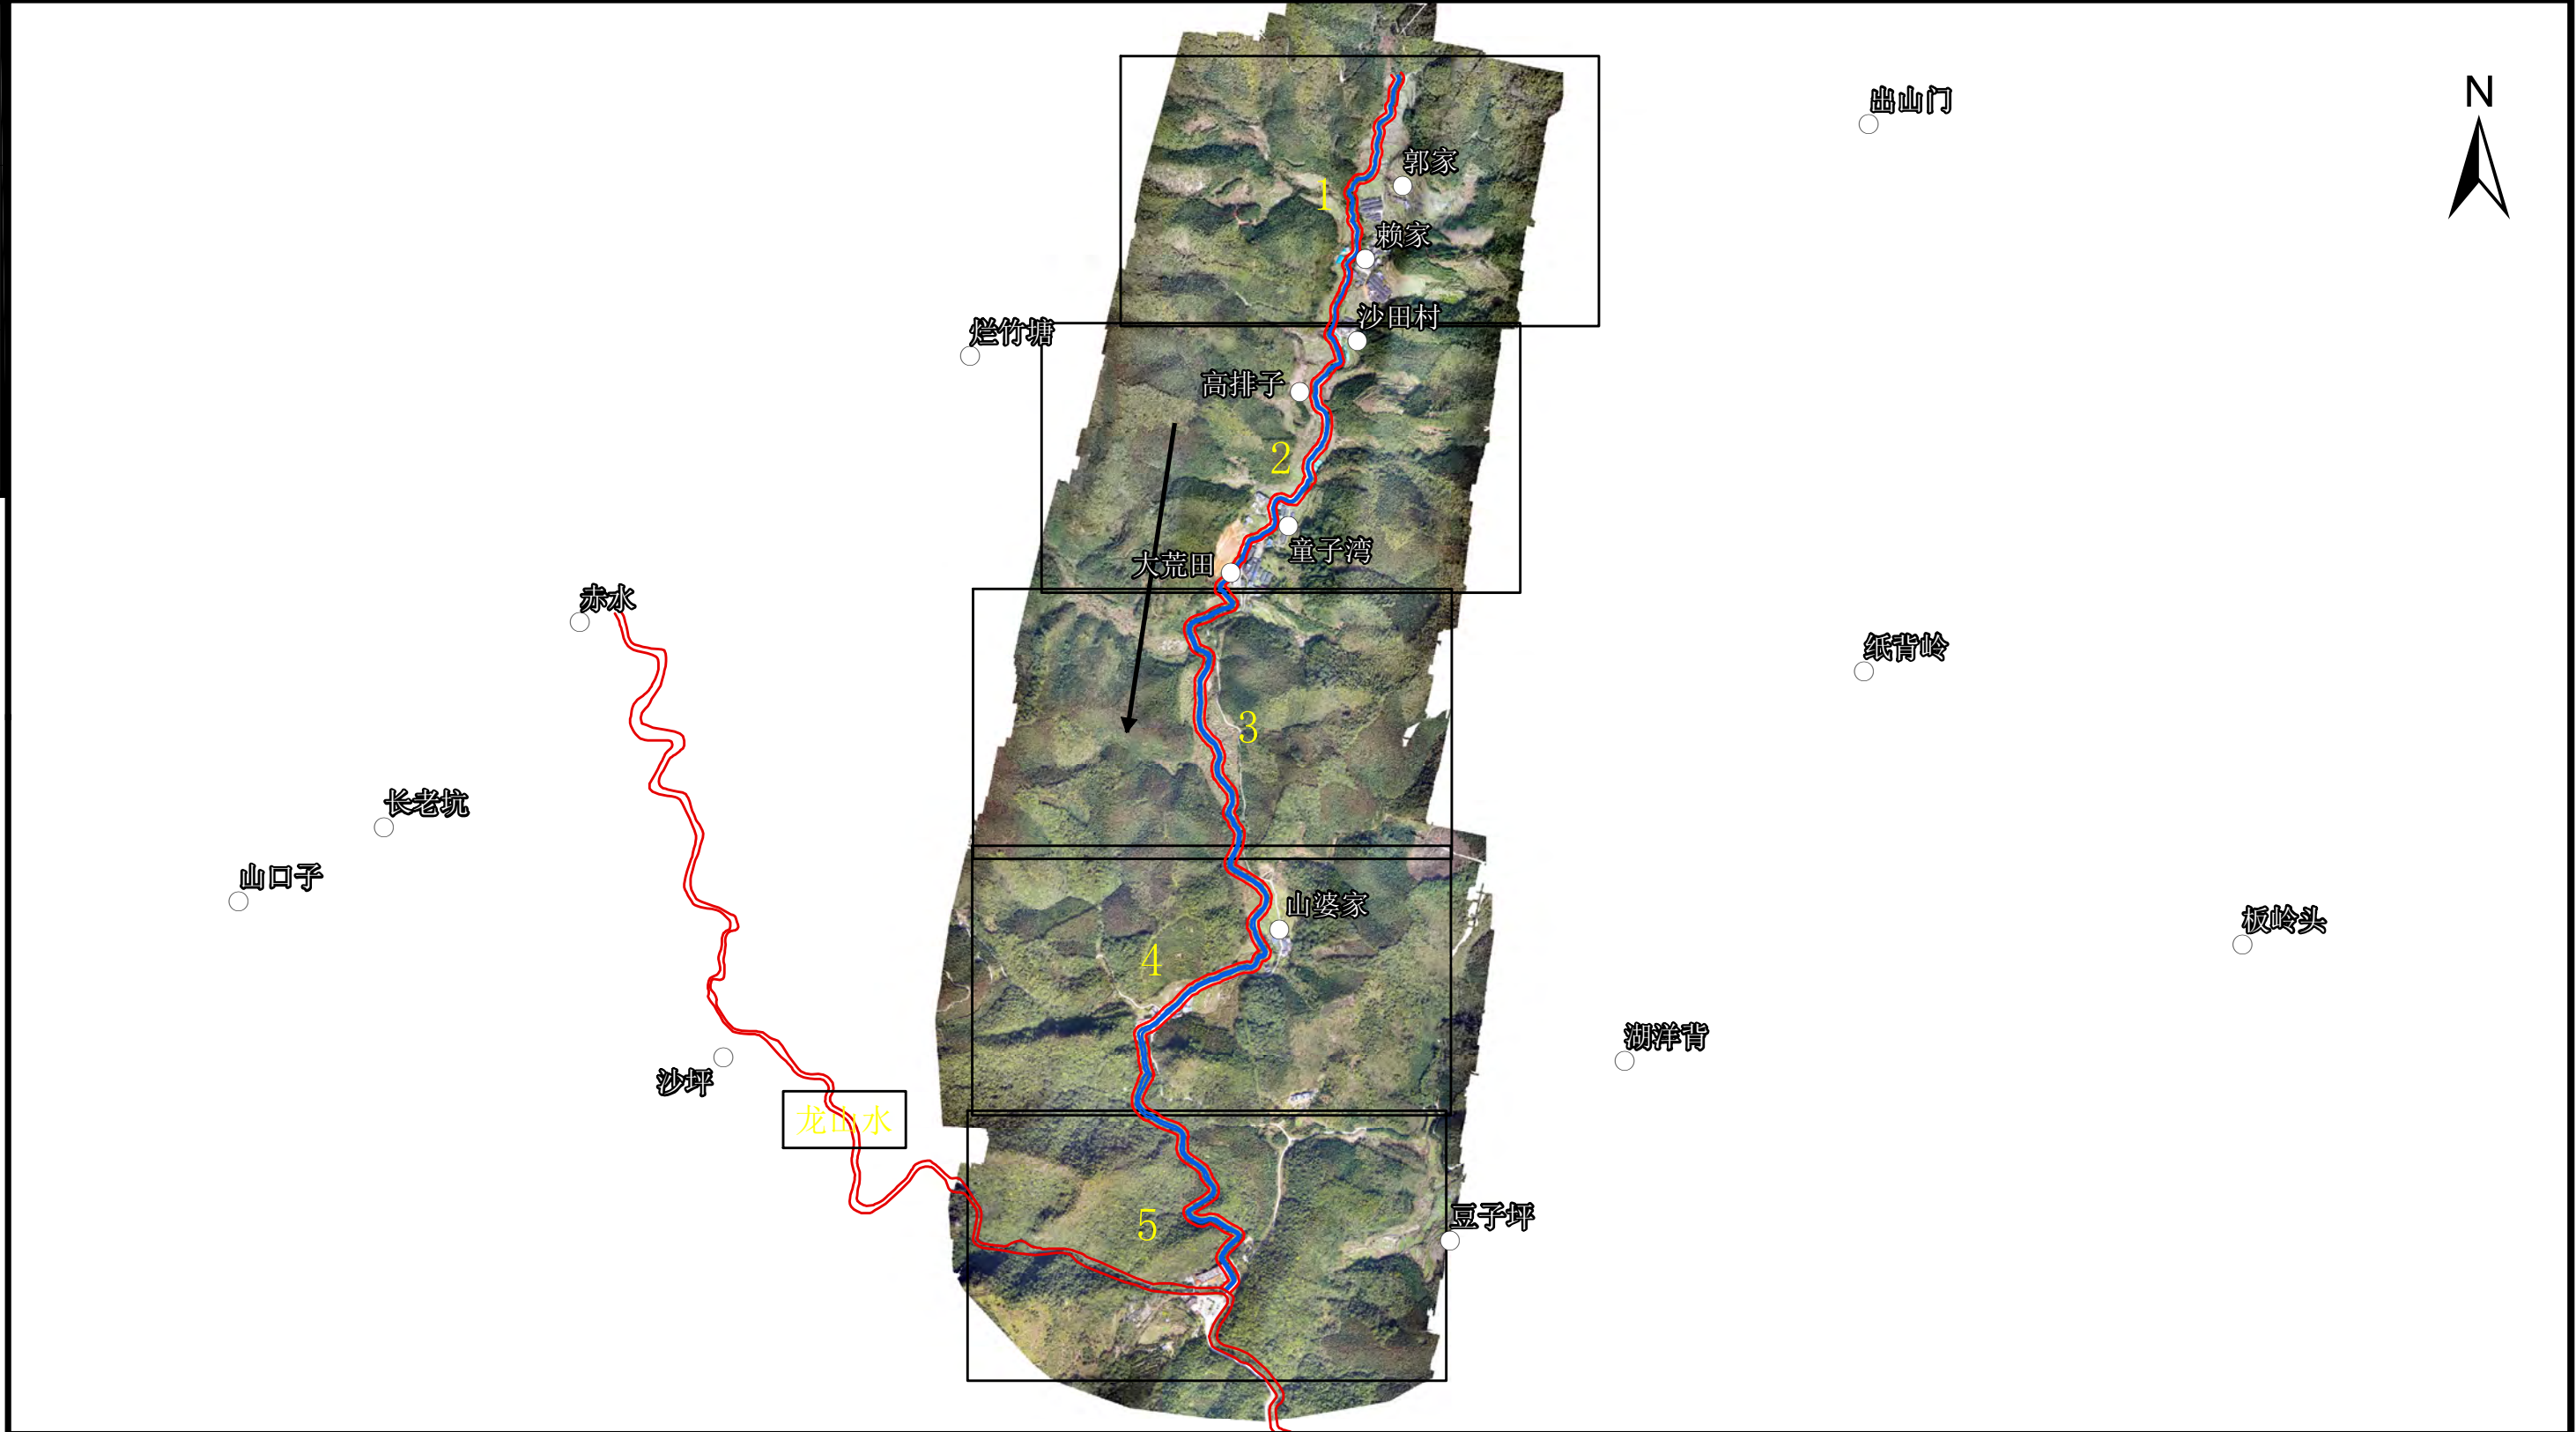 出山门
N
郭家
1
赖家
沙田村
烂竹塘
高排子
2
童子湾
大荒田
赤水
纸背岭
3
长老坑
山口子
山婆家
板岭头
4
湖洋背
沙坪
龙山水
5
豆子坪